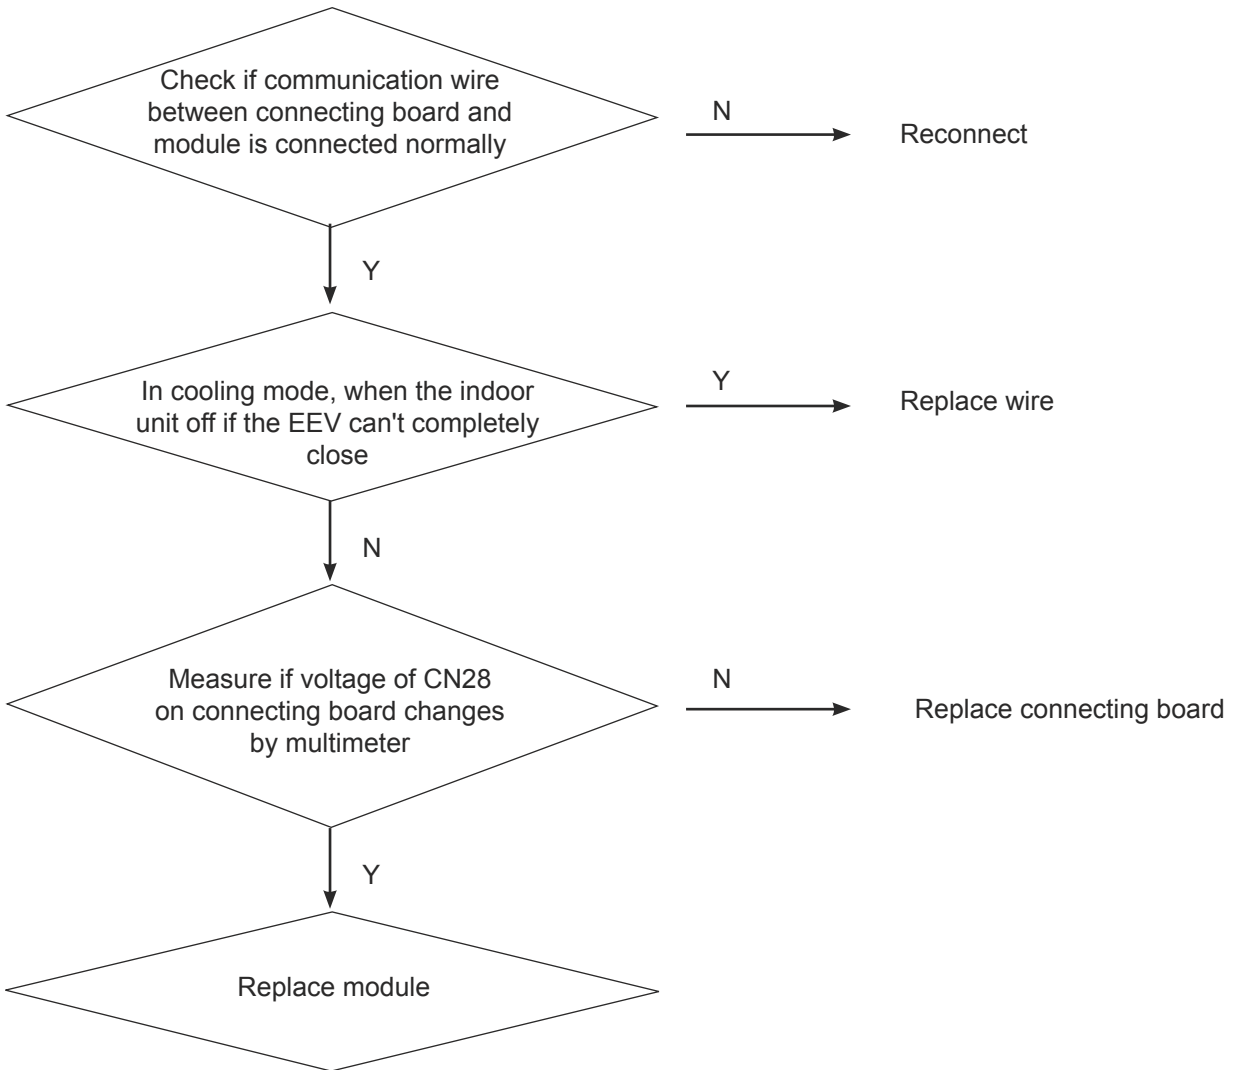 Check if communication wire
between connecting board and
module is connected normally
N
Reconnect
Y
In cooling mode, when the indoor
unit off if the EEV can't completely
close
Y
Replace wire
N
Measure if voltage of CN28
on connecting board changes
by multimeter
N
Replace connecting board
Y
Replace module